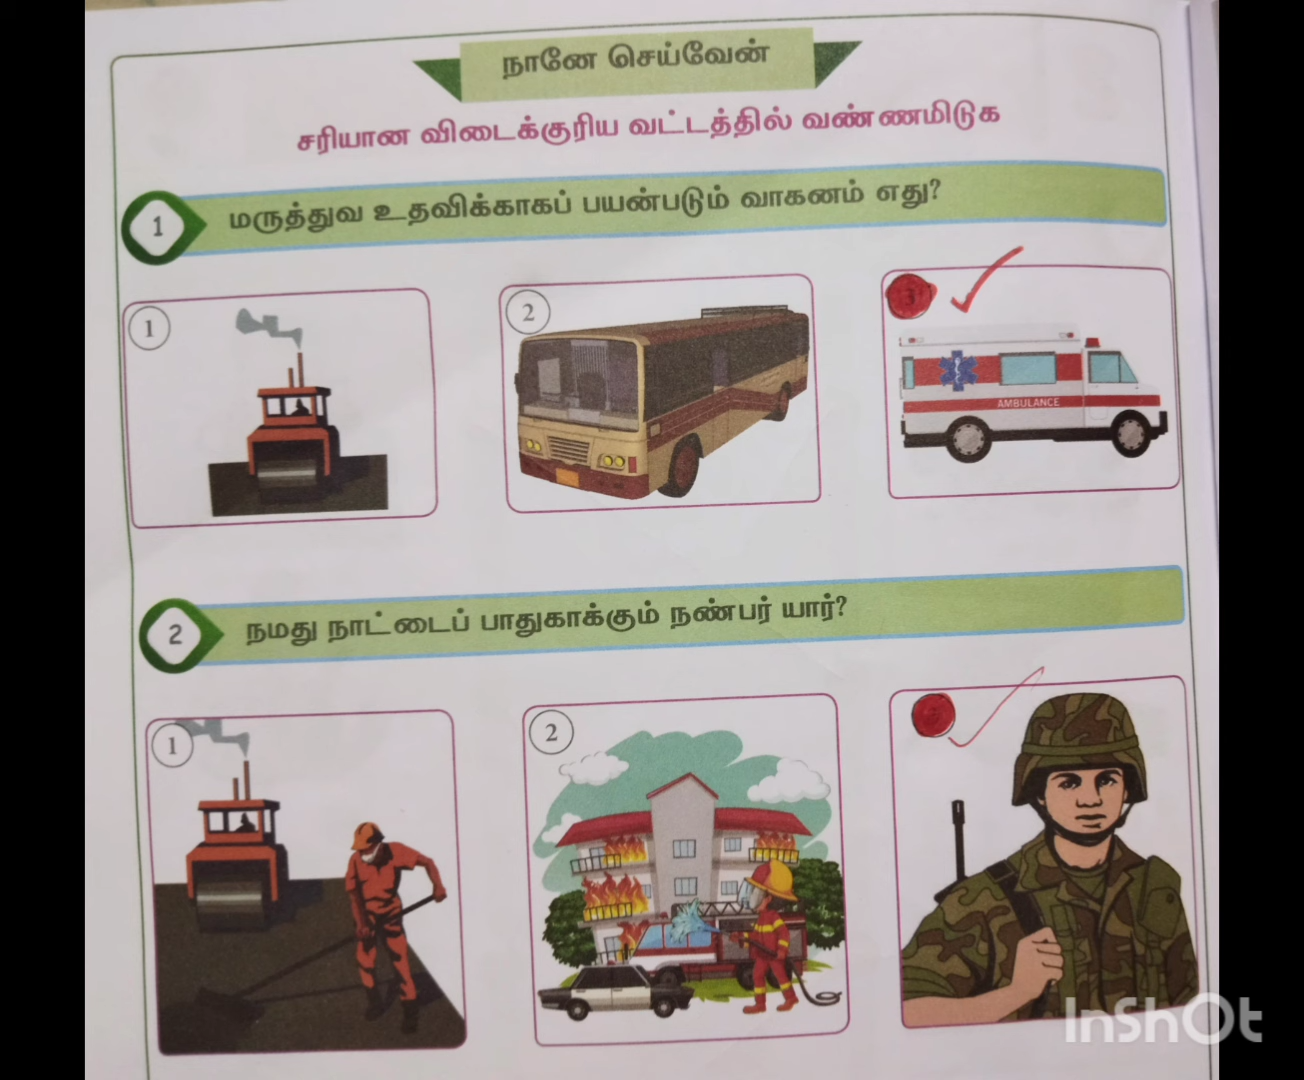 நானே செய்வேன்
சரியான விடைக்குரிய வட்டத்தில் வண்ணமிடுக
1 மருத்துவ உதவிக்காகப் பயன்படும் வாகனம் எது?
1 2 3
AMBULANCE
2 நமது நாட்டைப் பாதுகாக்கும் நண்பர் யார்?
1 2
InShOt